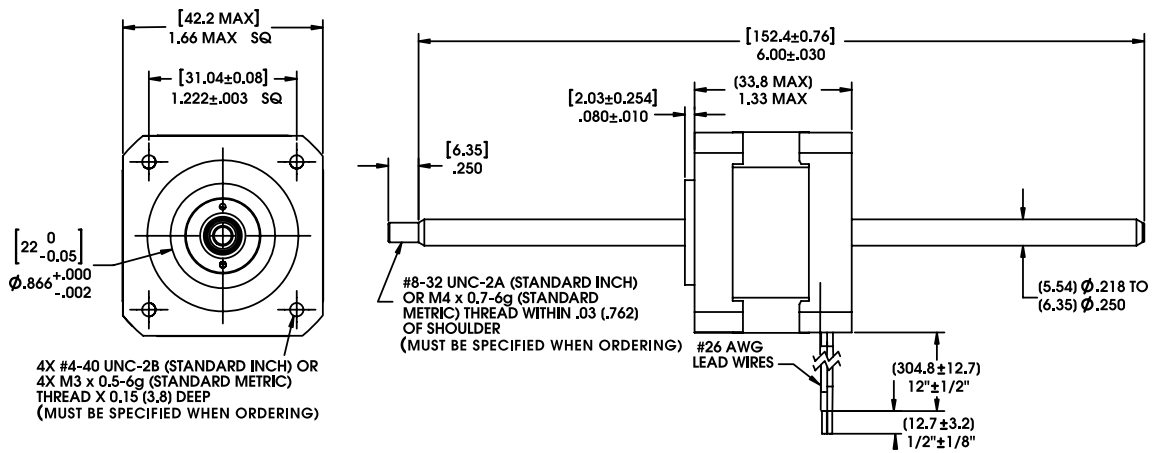 [42.2 MAX]
1.66 MAX SQ
[31.04±0.08]
1.222±.003 SQ
[22 0 -0.05]
Ø.866 +.000 -.002
4X #4-40 UNC-2B (STANDARD INCH) OR
4X M3 x 0.5-6g (STANDARD METRIC)
THREAD X 0.15 (3.8) DEEP
(MUST BE SPECIFIED WHEN ORDERING)
[152.4±0.76]
6.00±.030
(33.8 MAX)
1.33 MAX
[2.03±0.254]
.080±.010
[6.35]
.250
#8-32 UNC-2A (STANDARD INCH)
OR M4 x 0.7-6g (STANDARD
METRIC) THREAD WITHIN .03 (.762)
OF SHOULDER
(MUST BE SPECIFIED WHEN ORDERING)
#26 AWG
LEAD WIRES
(5.54) Ø.218 TO
(6.35) Ø.250
(304.8±12.7)
12"±1/2"
(12.7±3.2)
1/2"±1/8"